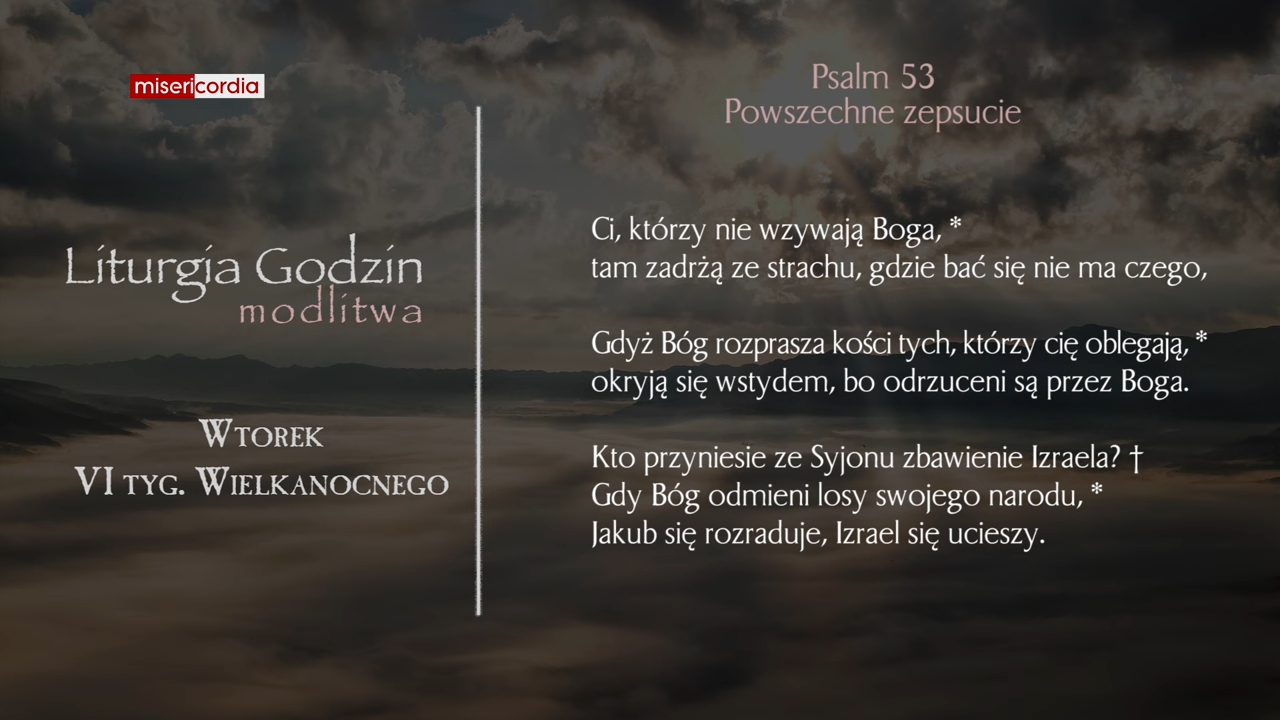 misericordia
Liturgia Godzin
modlitwa
Wtorek
VI tyg. Wielkanocnego
Psalm 53
Powszechne zepsucie
Ci, którzy nie wzywają Boga, *
tam zadrżą ze strachu, gdzie bać się nie ma czego,
Gdyż Bóg rozprasza kości tych, którzy cię oblegają, *
okryją się wstydem, bo odrzuceni są przez Boga.
Kto przyniesie ze Syjonu zbawienie Izraela? †
Gdy Bóg odmieni losy swojego narodu, *
Jakub się rozraduje, Izrael się ucieszy.